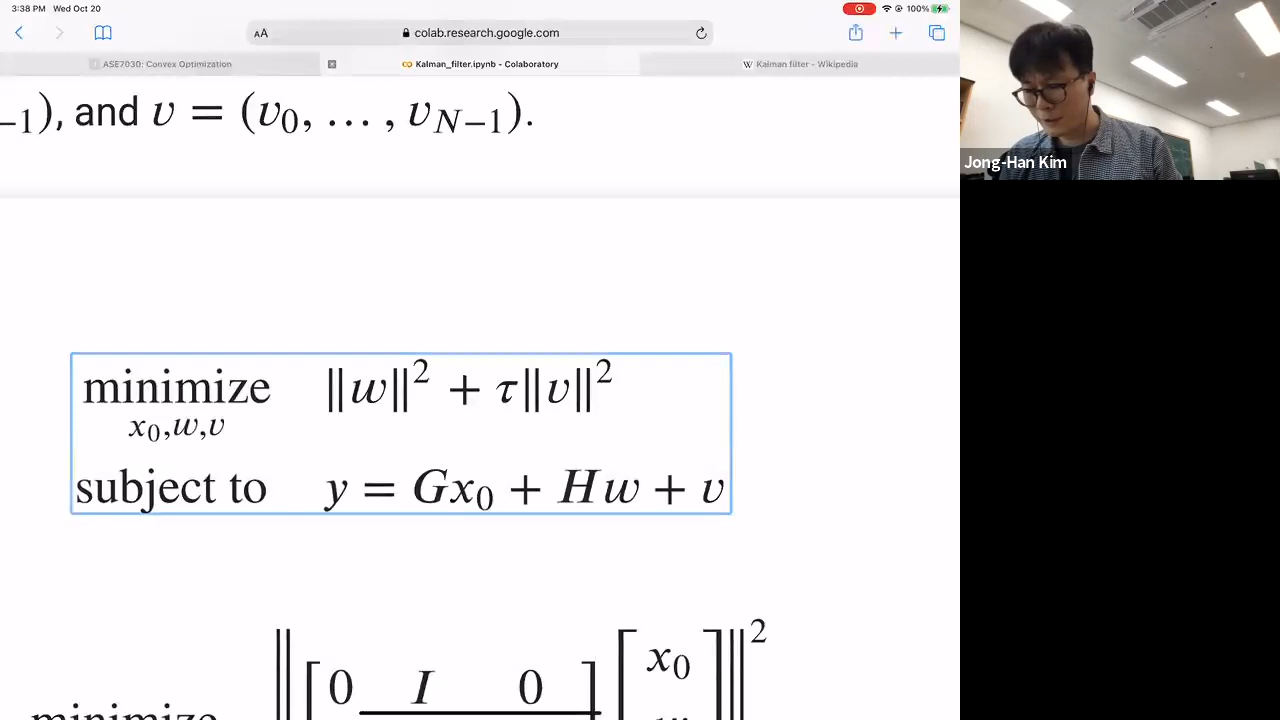 3:38 PM Wed Oct 20
100%
AA
colab.research.google.com
ASE7030: Convex Optimization
Kalman_filter.ipynb - Colaboratory
W Kalman filter - Wikipedia
−1), and v = (v₀, … , v_{N−1}).
minimize ‖w‖² + τ‖v‖²
x₀,w,v
subject to y = Gx₀ + Hw + v
2
x₀
0 I 0
minimize
Jong-Han Kim